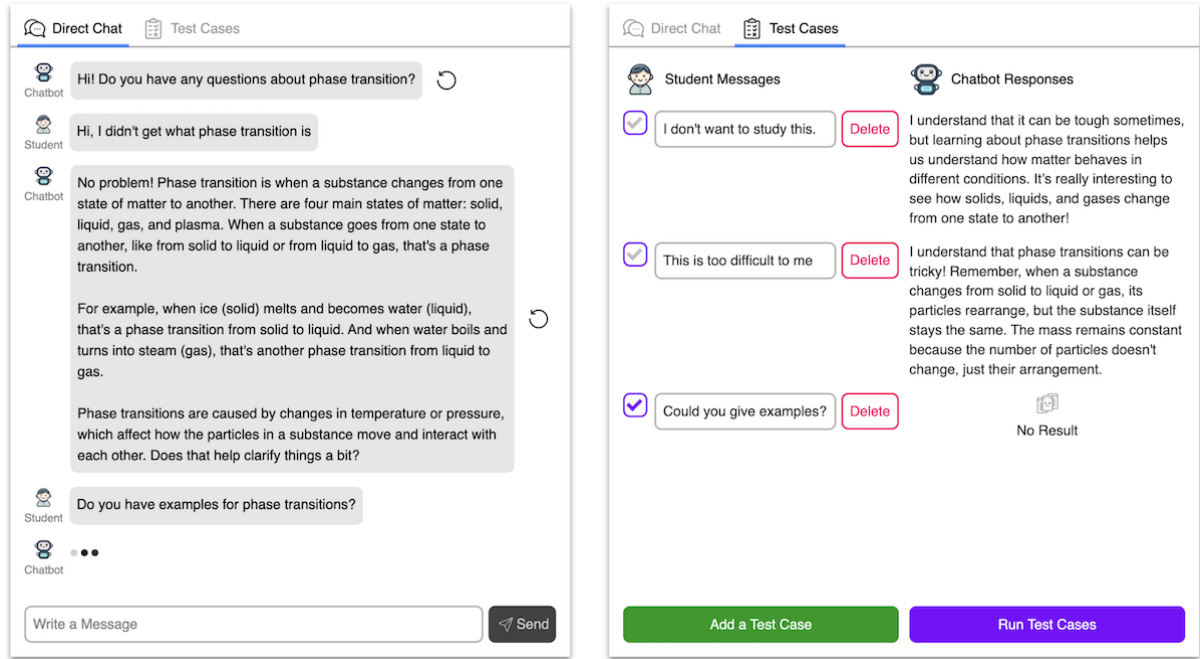 Direct Chat
Test Cases
Chatbot
Hi! Do you have any questions about phase transition?
Student
Hi, I didn't get what phase transition is
Chatbot
No problem! Phase transition is when a substance changes from one
state of matter to another. There are four main states of matter: solid,
liquid, gas, and plasma. When a substance goes from one state to
another, like from solid to liquid or from liquid to gas, that's a phase
transition.
For example, when ice (solid) melts and becomes water (liquid),
that's a phase transition from solid to liquid. And when water boils and
turns into steam (gas), that's another phase transition from liquid to
gas.
Phase transitions are caused by changes in temperature or pressure,
which affect how the particles in a substance move and interact with
each other. Does that help clarify things a bit?
Student
Do you have examples for phase transitions?
Chatbot
Write a Message
Send
Direct Chat
Test Cases
Student Messages
Chatbot Responses
I don't want to study this.
Delete
I understand that it can be tough sometimes,
but learning about phase transitions helps
us understand how matter behaves in
different conditions. It's really interesting to
see how solids, liquids, and gases change
from one state to another!
This is too difficult to me
Delete
I understand that phase transitions can be
tricky! Remember, when a substance
changes from solid to liquid or gas, its
particles rearrange, but the substance itself
stays the same. The mass remains constant
because the number of particles doesn't
change, just their arrangement.
Could you give examples?
Delete
No Result
Add a Test Case
Run Test Cases